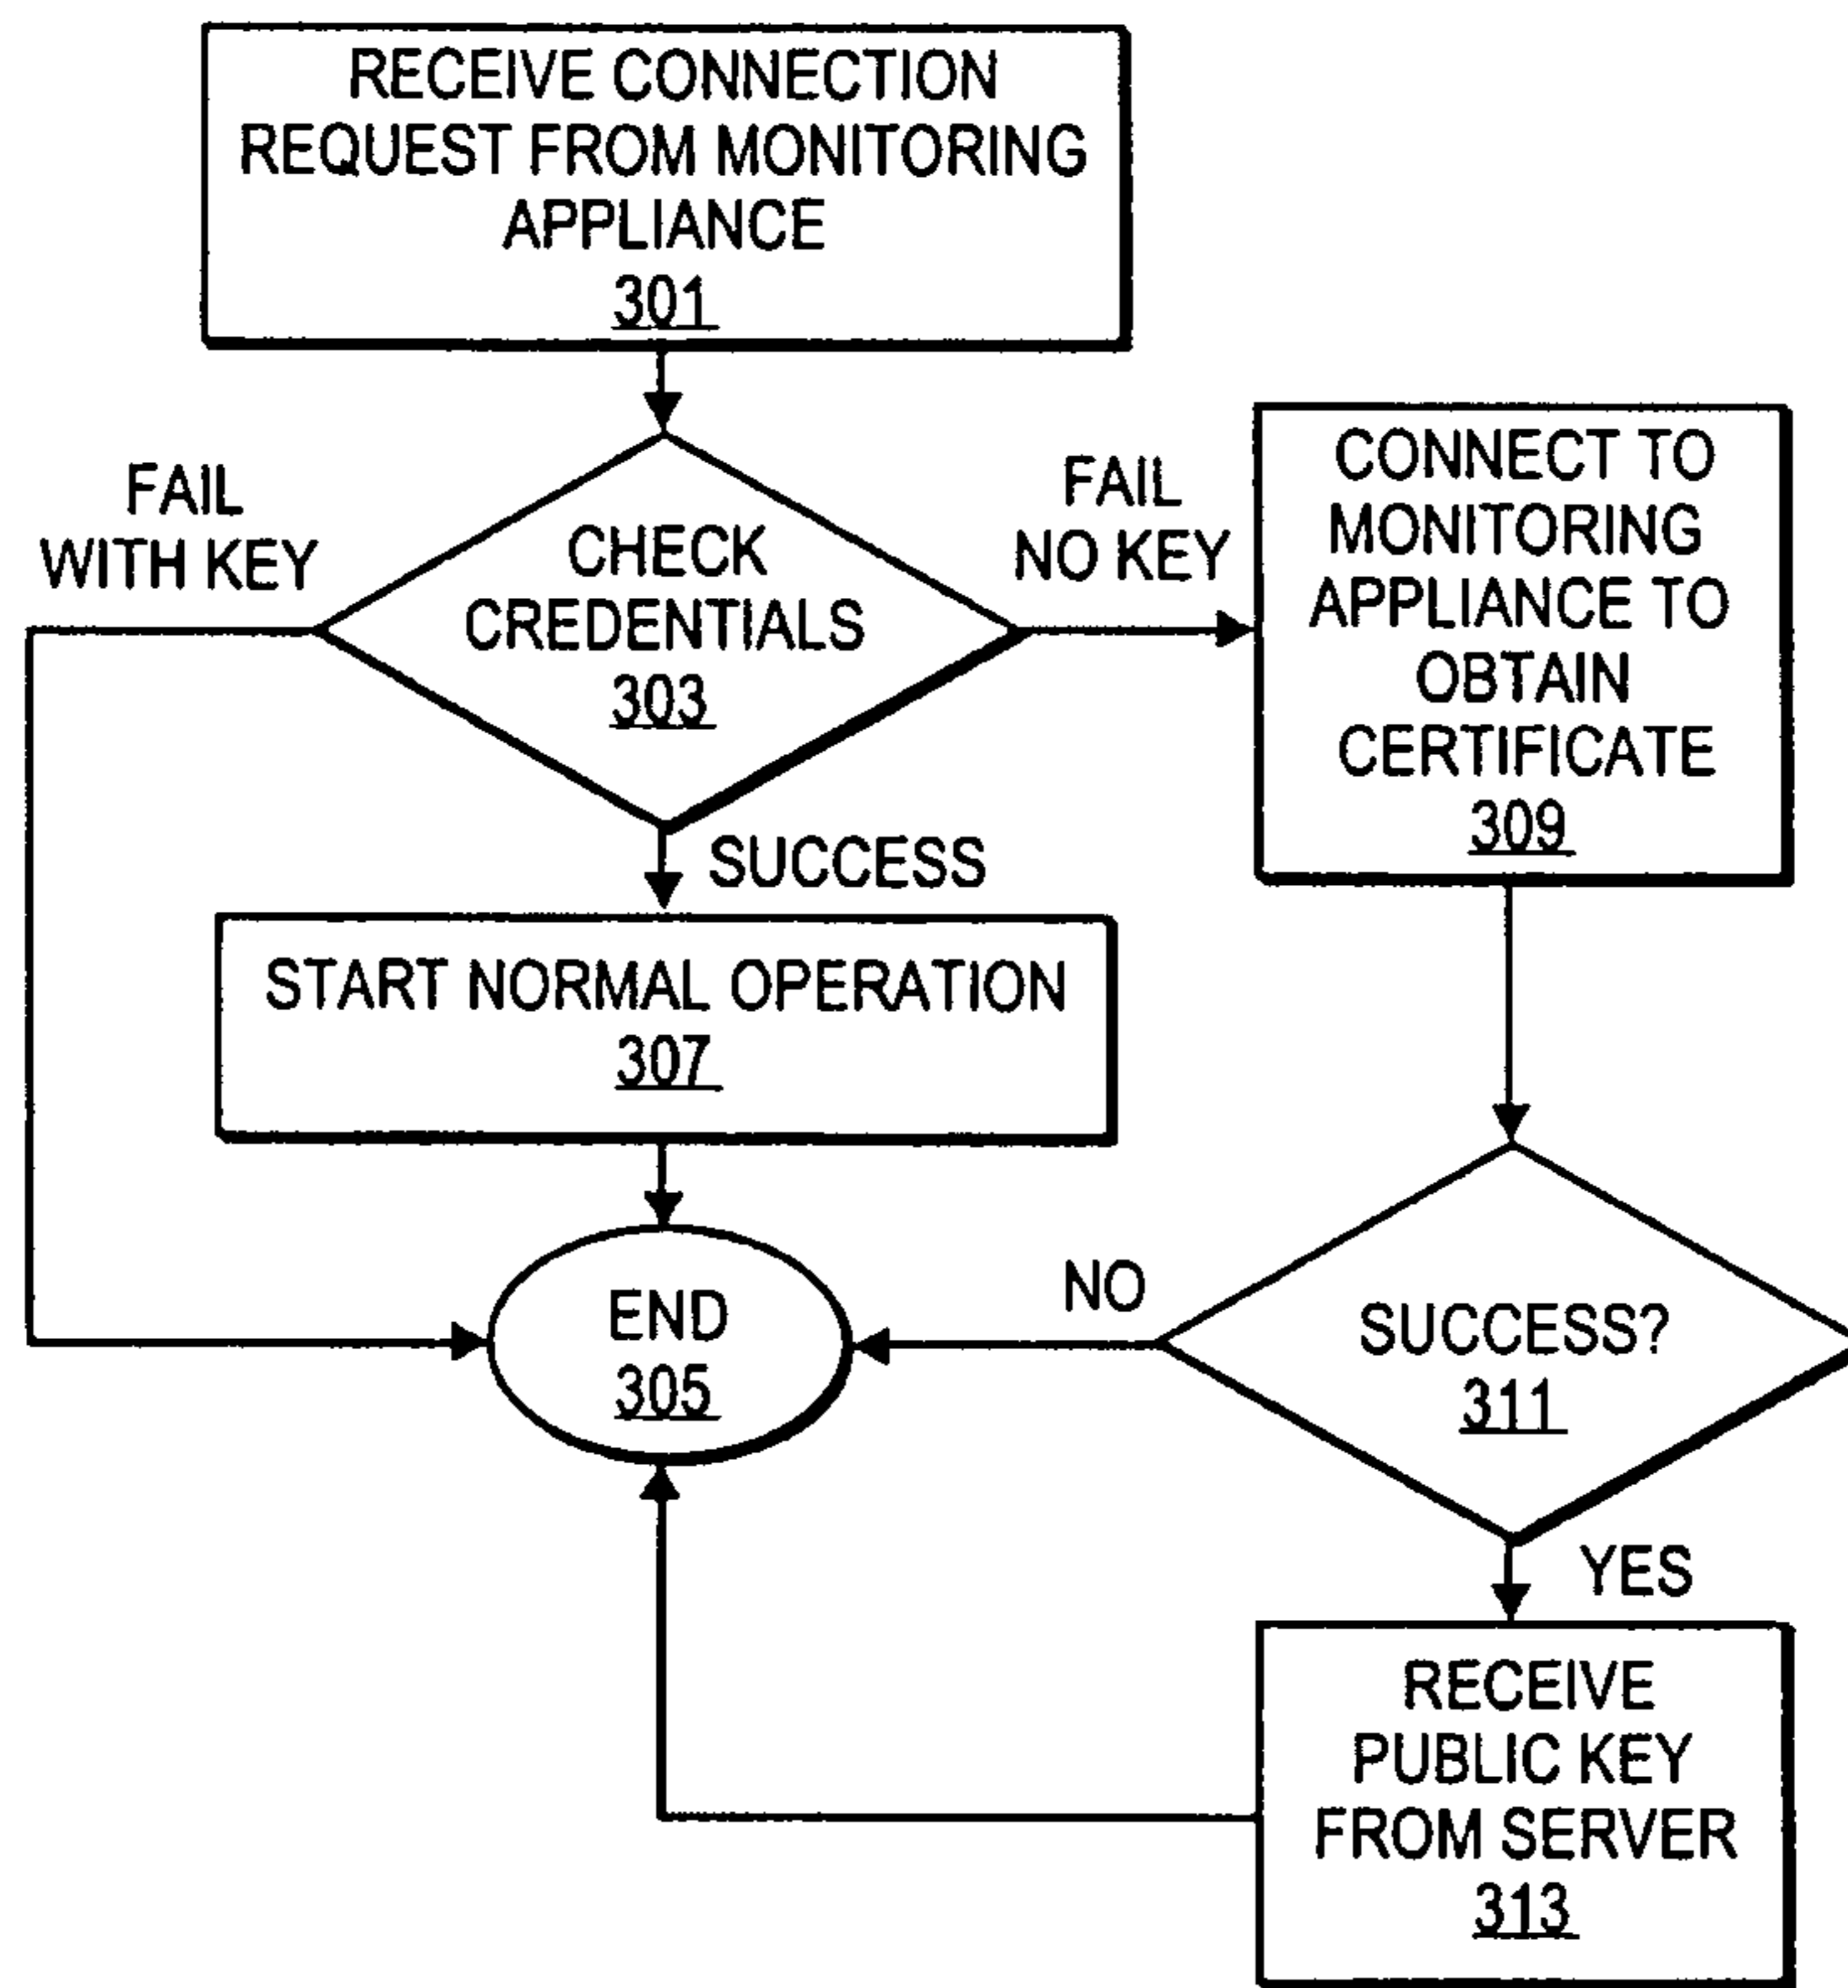 RECEIVE CONNECTION
REQUEST FROM MONITORING
APPLIANCE
301
FAIL
WITH KEY
CHECK
CREDENTIALS
303
FAIL
NO KEY
CONNECT TO
MONITORING
APPLIANCE TO
OBTAIN
CERTIFICATE
309
SUCCESS
START NORMAL OPERATION
307
END
305
NO
SUCCESS?
311
YES
RECEIVE
PUBLIC KEY
FROM SERVER
313